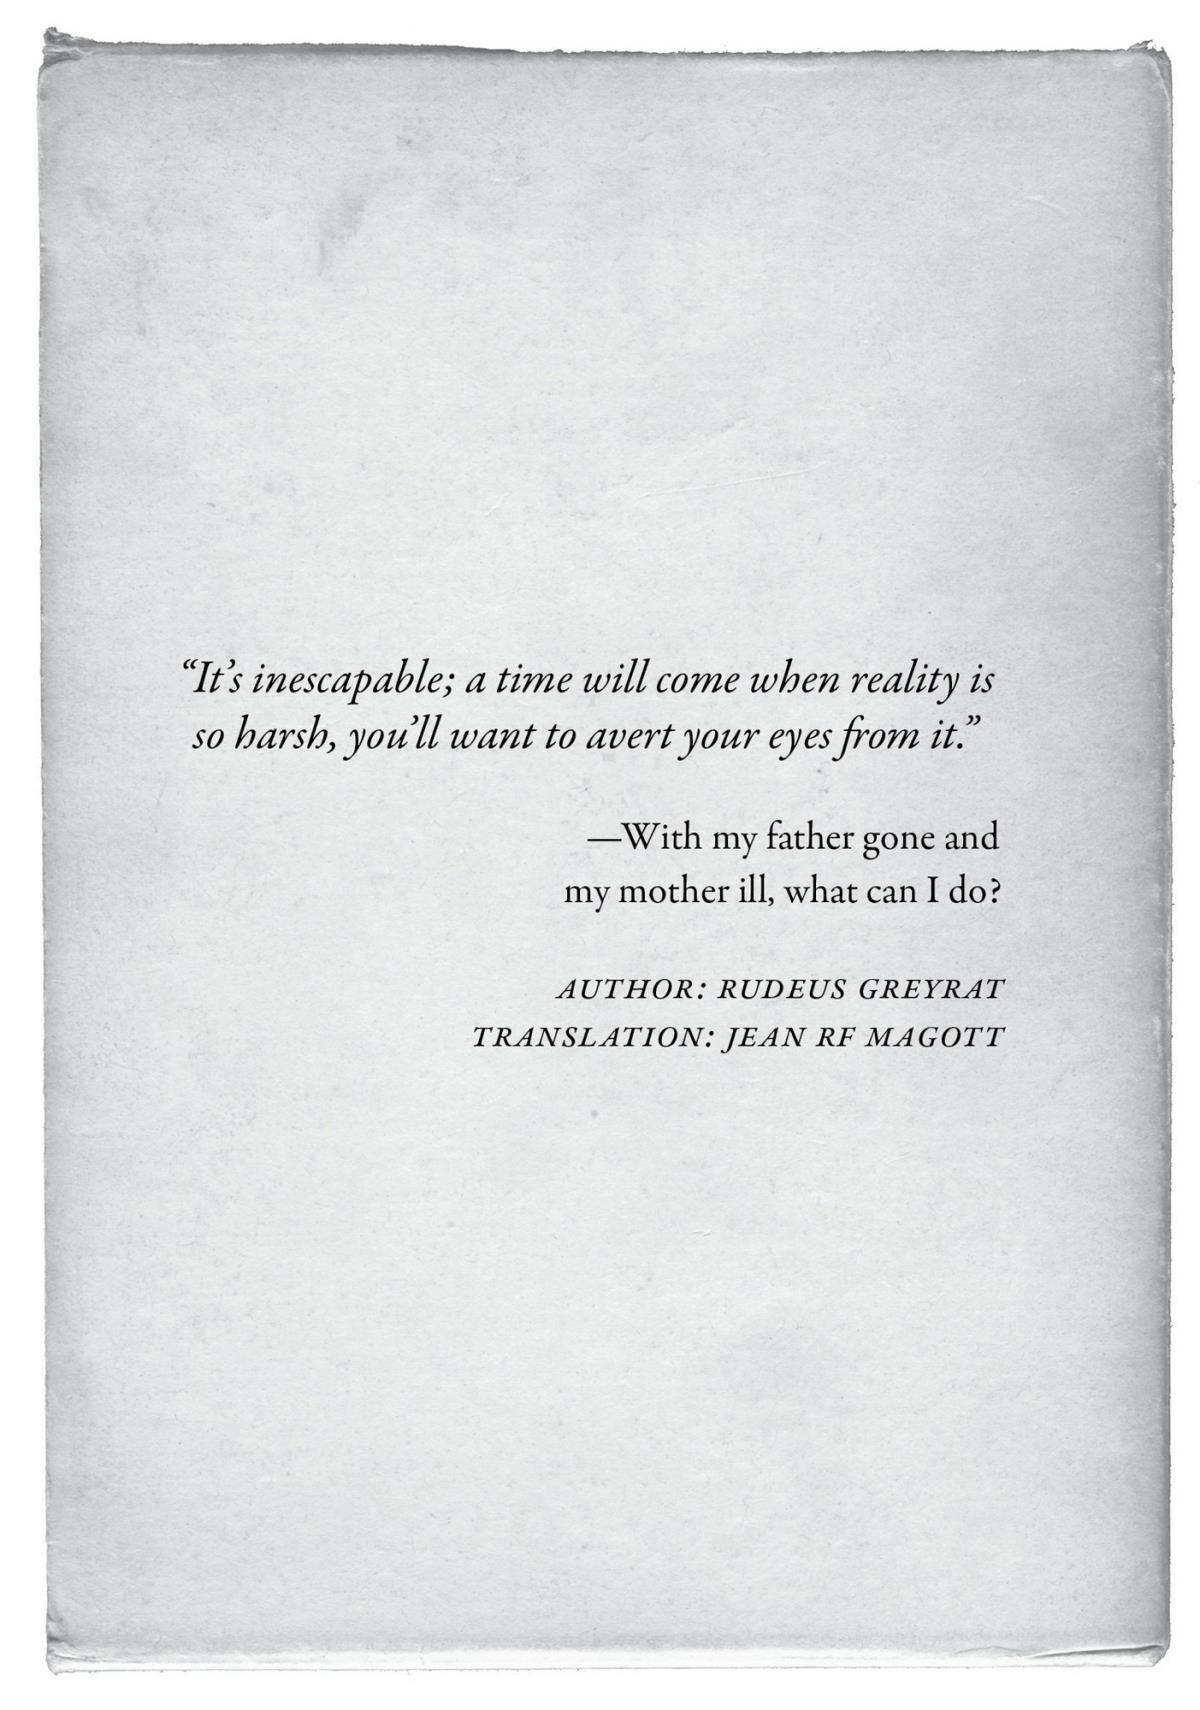 “It’s inescapable; a time will come when reality is
so harsh, you’ll want to avert your eyes from it.”
—With my father gone and
my mother ill, what can I do?
AUTHOR: RUDEUS GREYRAT
TRANSLATION: JEAN RF MAGOTT